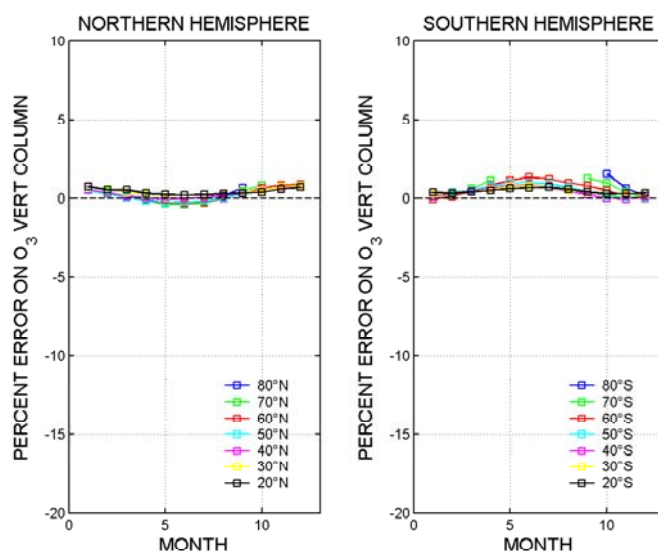 NORTHERN HEMISPHERE
PERCENT ERROR ON O3 VERT COLUMN
10
5
0
-5
-10
-15
-20
80°N
70°N
60°N
50°N
40°N
30°N
20°N
0
5
10
MONTH
SOUTHERN HEMISPHERE
PERCENT ERROR ON O3 VERT COLUMN
10
5
0
-5
-10
-15
-20
80°S
70°S
60°S
50°S
40°S
30°S
20°S
0
5
10
MONTH